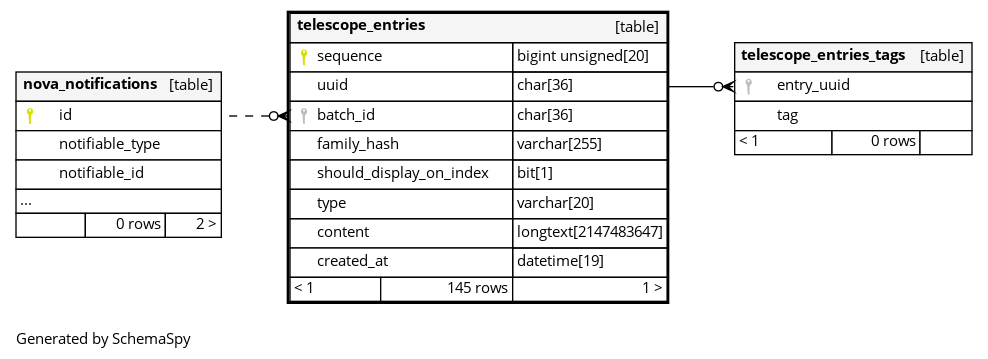 nova_notifications [table]
id
notifiable_type
notifiable_id
...
0 rows 2 >
telescope_entries [table]
sequence bigint unsigned[20]
uuid char[36]
batch_id char[36]
family_hash varchar[255]
should_display_on_index bit[1]
type varchar[20]
content longtext[2147483647]
created_at datetime[19]
< 1 145 rows 1 >
telescope_entries_tags [table]
entry_uuid
tag
< 1 0 rows
Generated by SchemaSpy